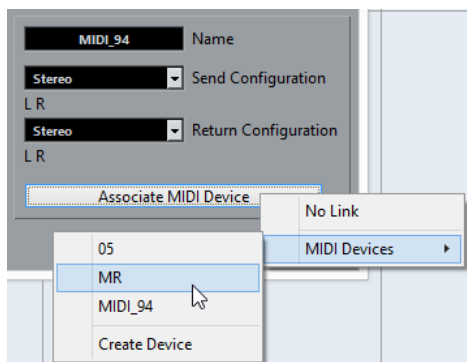 MIDI_94 Name
Stereo Send Configuration
L R
Stereo Return Configuration
L R
Associate MIDI Device
No Link
MIDI Devices
05
MR
MIDI_94
Create Device